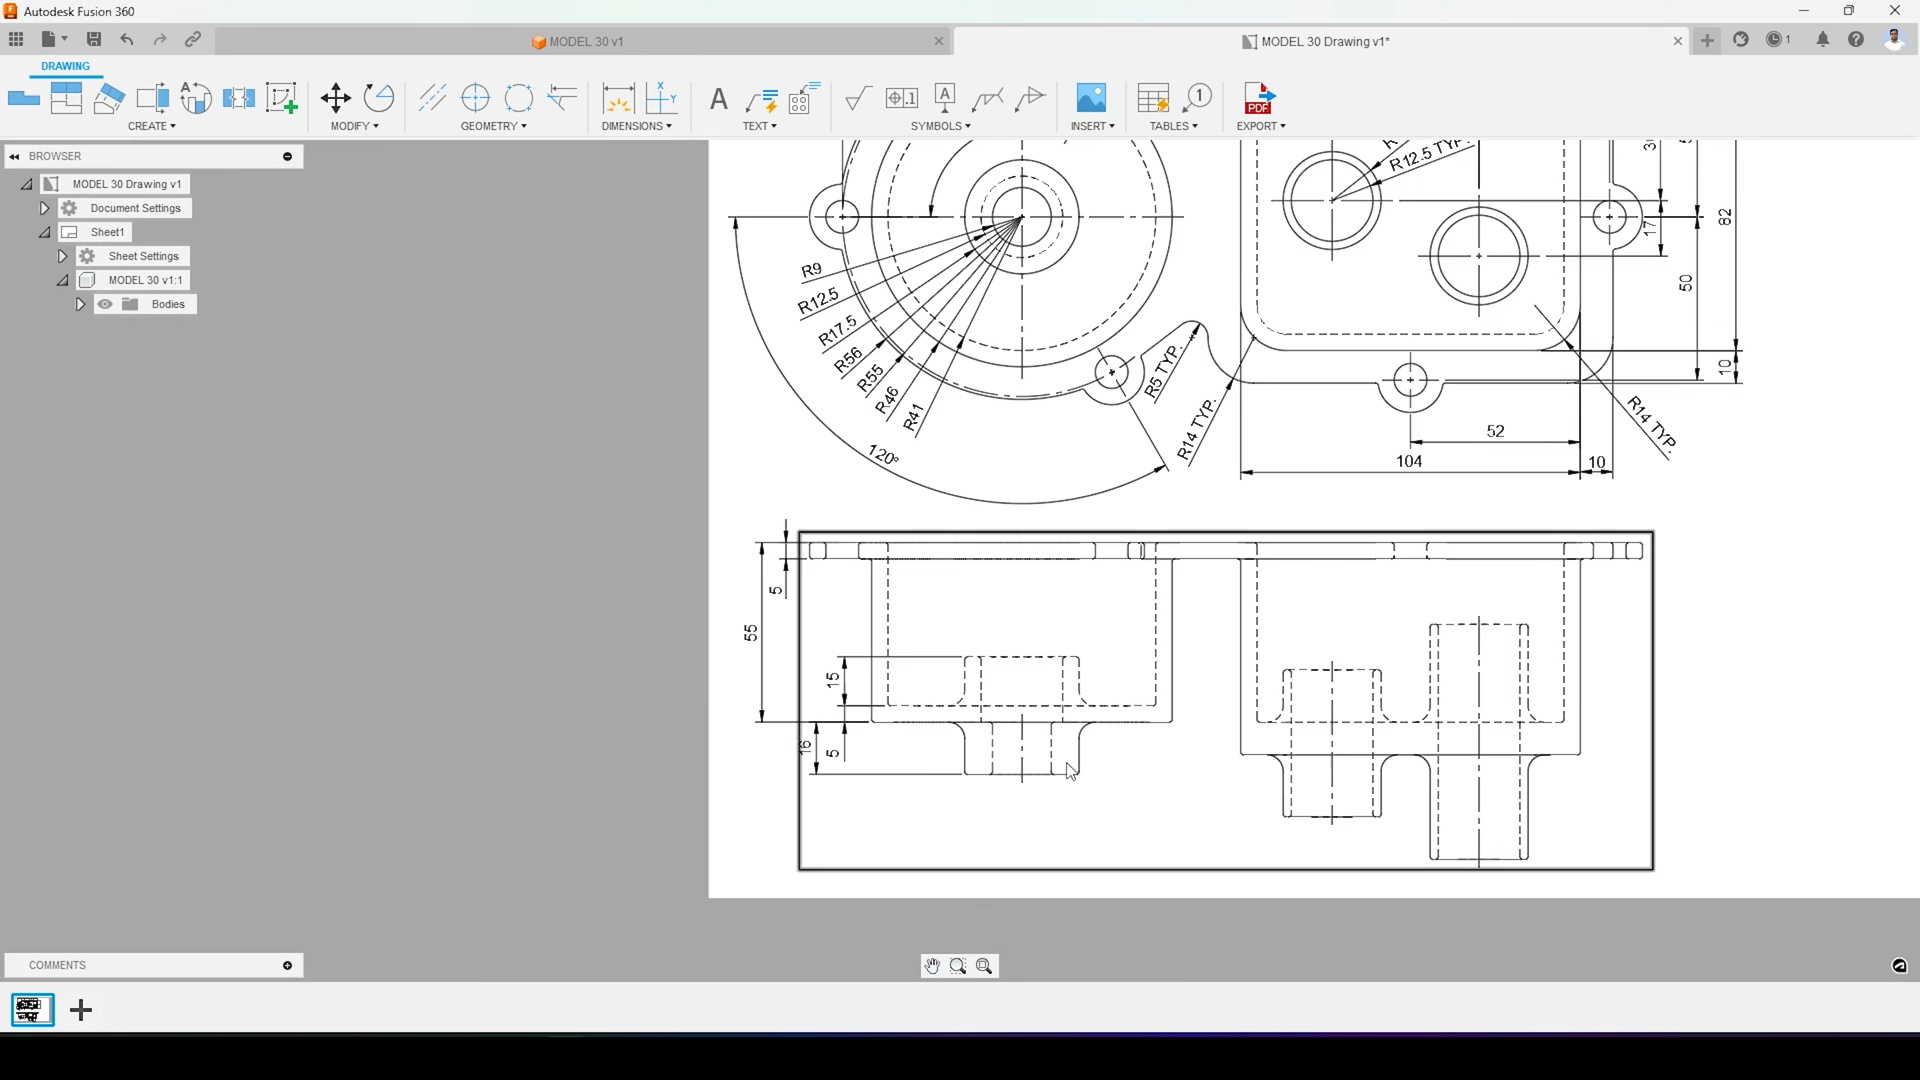 Autodesk Fusion 360
MODEL 30 v1
MODEL 30 Drawing v1*
1
DRAWING
CREATE
MODIFY
GEOMETRY
DIMENSIONS
TEXT
SYMBOLS
INSERT
TABLES
PDF
EXPORT
BROWSER
MODEL 30 Drawing v1
Document Settings
Sheet1
Sheet Settings
MODEL 30 v1:1
Bodies
R9
R12.5
R17.5
R56
R55
R46
R41
120°
R5 TYP.
R14 TYP.
R12.5 TYP.
17
82
50
10
52
104
10
R14 TYP.
5
55
15
16
5
COMMENTS